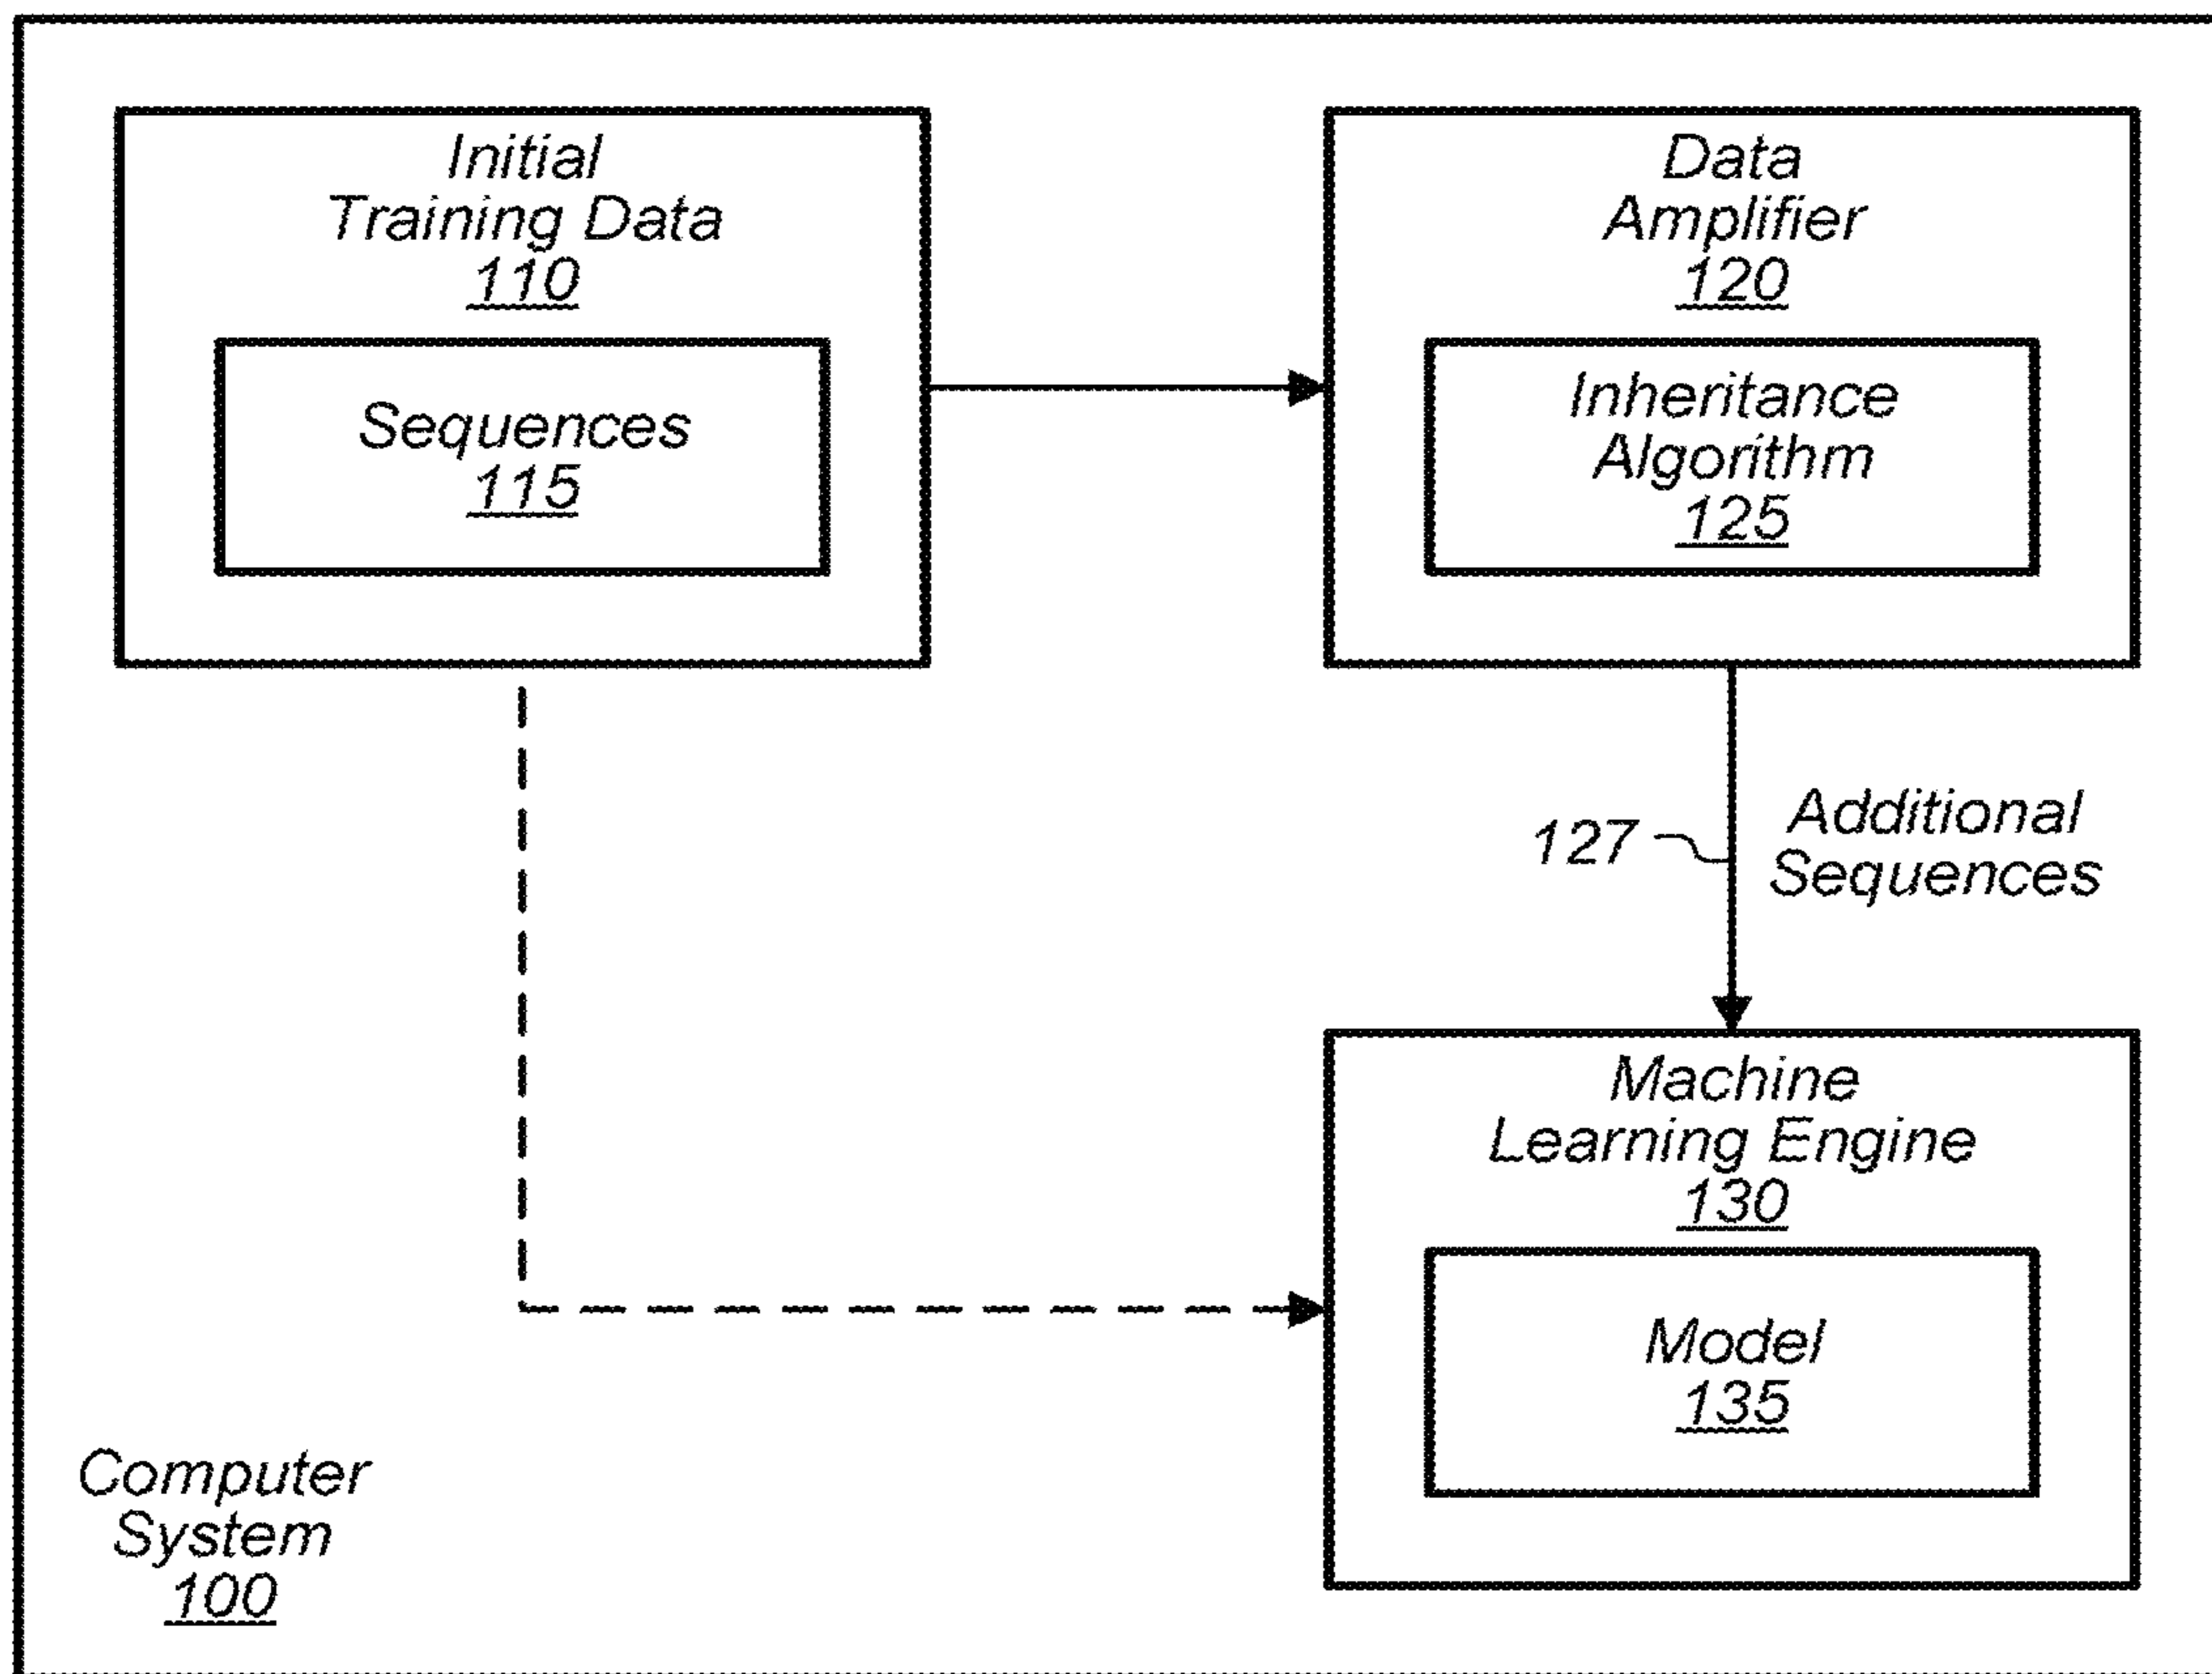 Initial
Training Data
110
Sequences
115
Data
Amplifier
120
Inheritance
Algorithm
125
127
Additional
Sequences
Machine
Learning Engine
130
Model
135
Computer
System
100